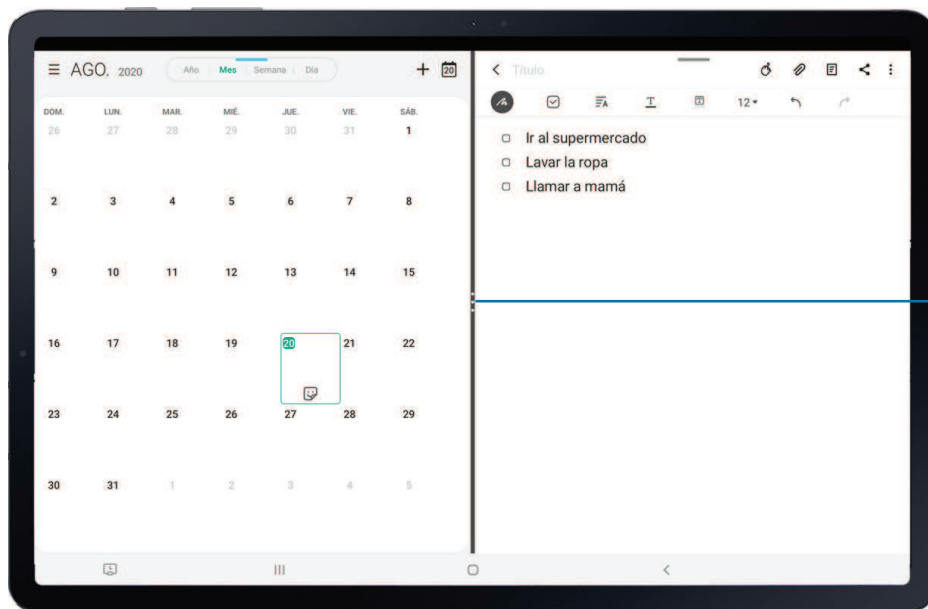 AGO. 2020
Año Mes Semana Día
20
DOM. LUN. MAR. MIÉ. JUE. VIE. SÁB.
26 27 28 29 30 31 1
2 3 4 5 6 7 8
9 10 11 12 13 14 15
16 17 18 19 20 21 22
23 24 25 26 27 28 29
30 31 1 2 3 4 5
Título
12
Ir al supermercado
Lavar la ropa
Llamar a mamá